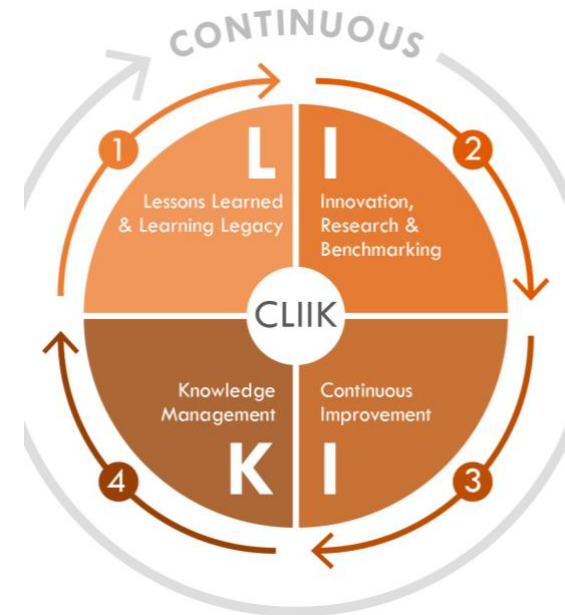 CONTINUOUS
1
2
L
I
Lessons Learned
& Learning Legacy
Innovation,
Research &
Benchmarking
CLIIK
Knowledge
Management
Continuous
Improvement
K
I
4
3